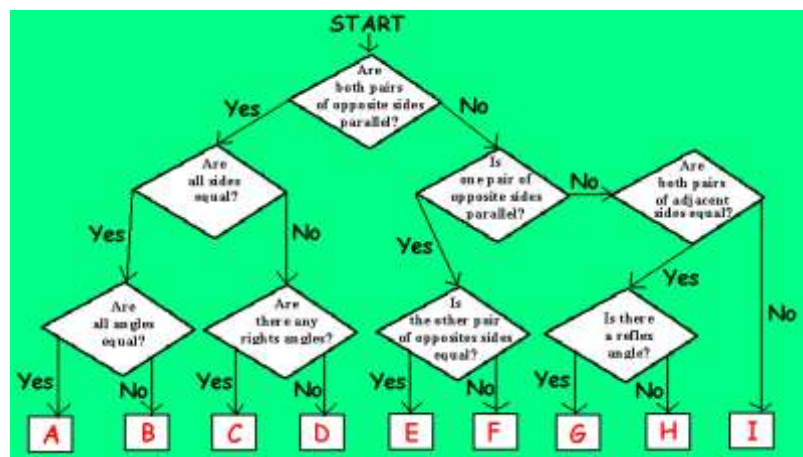 START
Are
both pairs
of opposite sides
parallel?
Yes
No
Are
all sides
equal?
Is
one pair of
opposite sides
parallel?
No
Are
both pairs
of adjacent
sides equal?
Yes
No
Yes
Yes
No
Are
all angles
equal?
Are
there any
rights angles?
Is
the other pair
of opposites sides
equal?
Is there
a reflex
angle?
Yes
No
Yes
No
Yes
No
Yes
No
A
B
C
D
E
F
G
H
I